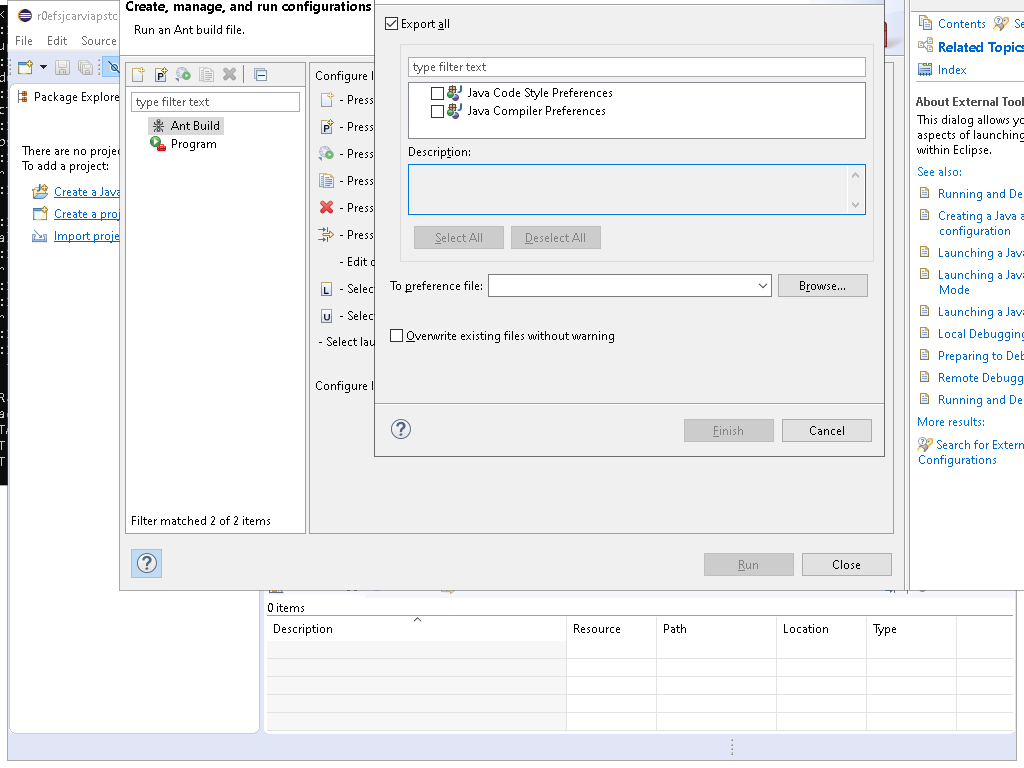 r0efsjcarviapstc
File Edit Source
Package Explore
There are no projec
To add a project:
Create a Java
Create a proj
Import proje
Create, manage, and run configurations
Run an Ant build file.
type filter text
Ant Build
Program
Filter matched 2 of 2 items
Configure l
- Press
- Press
- Press
- Press
- Press
- Press
- Edit c
- Selec
- Selec
- Select lau
Configure l
Run
Close
Export all
type filter text
Java Code Style Preferences
Java Compiler Preferences
Description:
Select All
Deselect All
To preference file:
Browse...
Overwrite existing files without warning
Finish
Cancel
Contents
Se
Related Topics
Index
About External Tool
This dialog allows yo
aspects of launching
within Eclipse.
See also:
Running and De
Creating a Java a
configuration
Launching a Java
Launching a Java
Mode
Launching a Java
Local Debugging
Preparing to Deb
Remote Debugg
Running and De
More results:
Search for Extern
Configurations
0 items
Description Resource Path Location Type